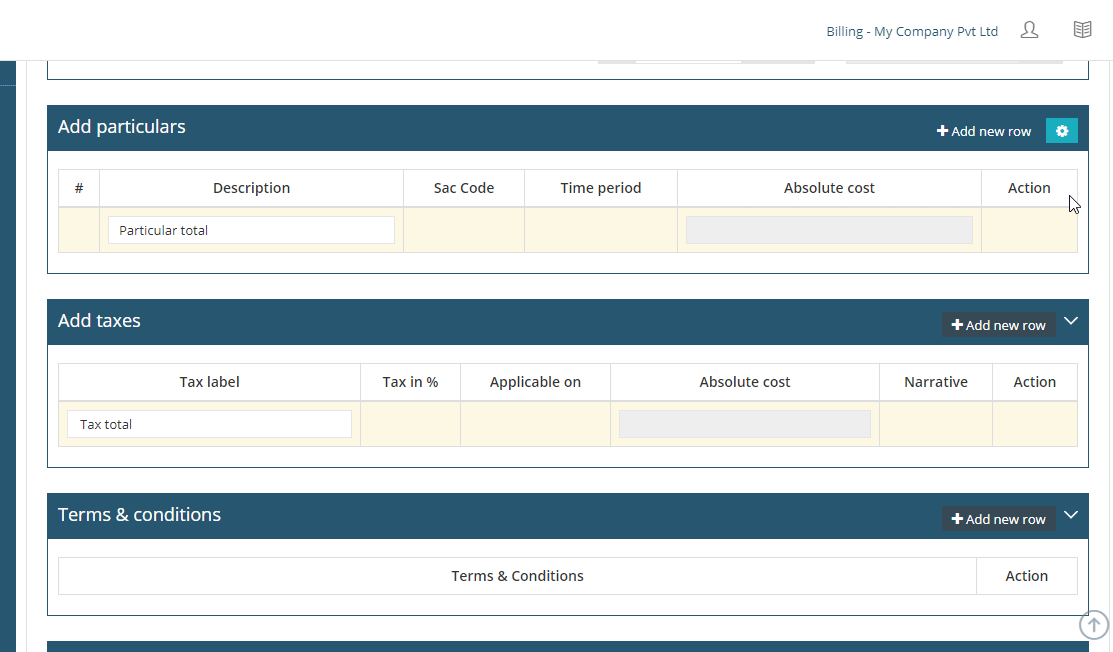 Billing - My Company Pvt Ltd
Add particulars
Add new row
# Description Sac Code Time period Absolute cost Action
Particular total
Add taxes
Add new row
Tax label Tax in % Applicable on Absolute cost Narrative Action
Tax total
Terms & conditions
Add new row
Terms & Conditions Action